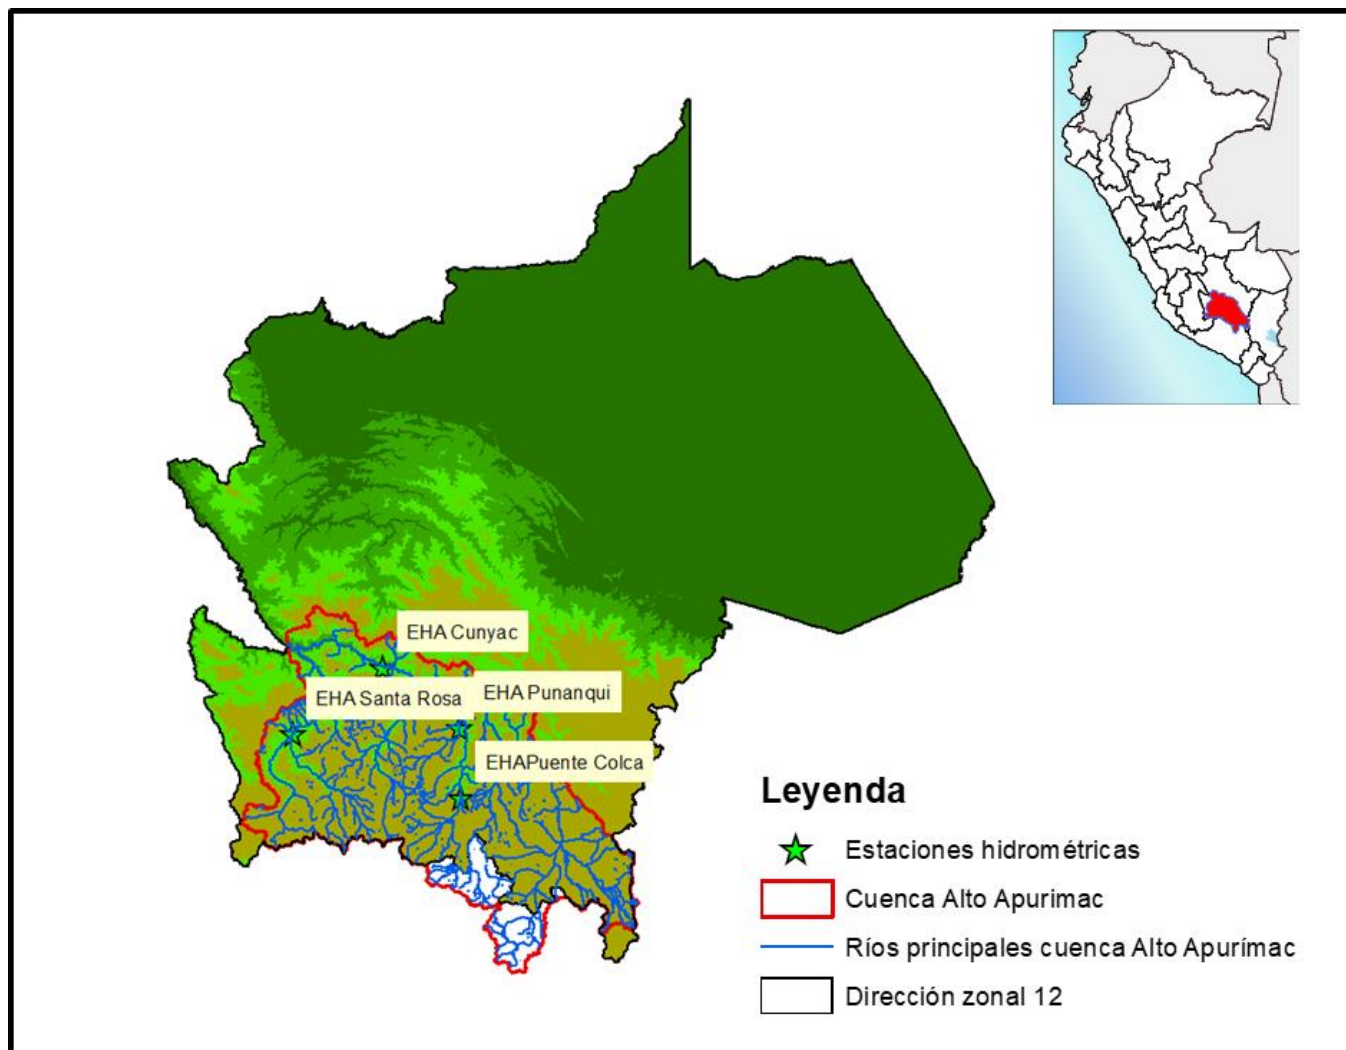 EHA Cunyac
EHA Santa Rosa
EHA Punanqui
EHAPuente Colca
Leyenda
Estaciones hidrométricas
Cuenca Alto Apurimac
Ríos principales cuenca Alto Apurímac
Dirección zonal 12